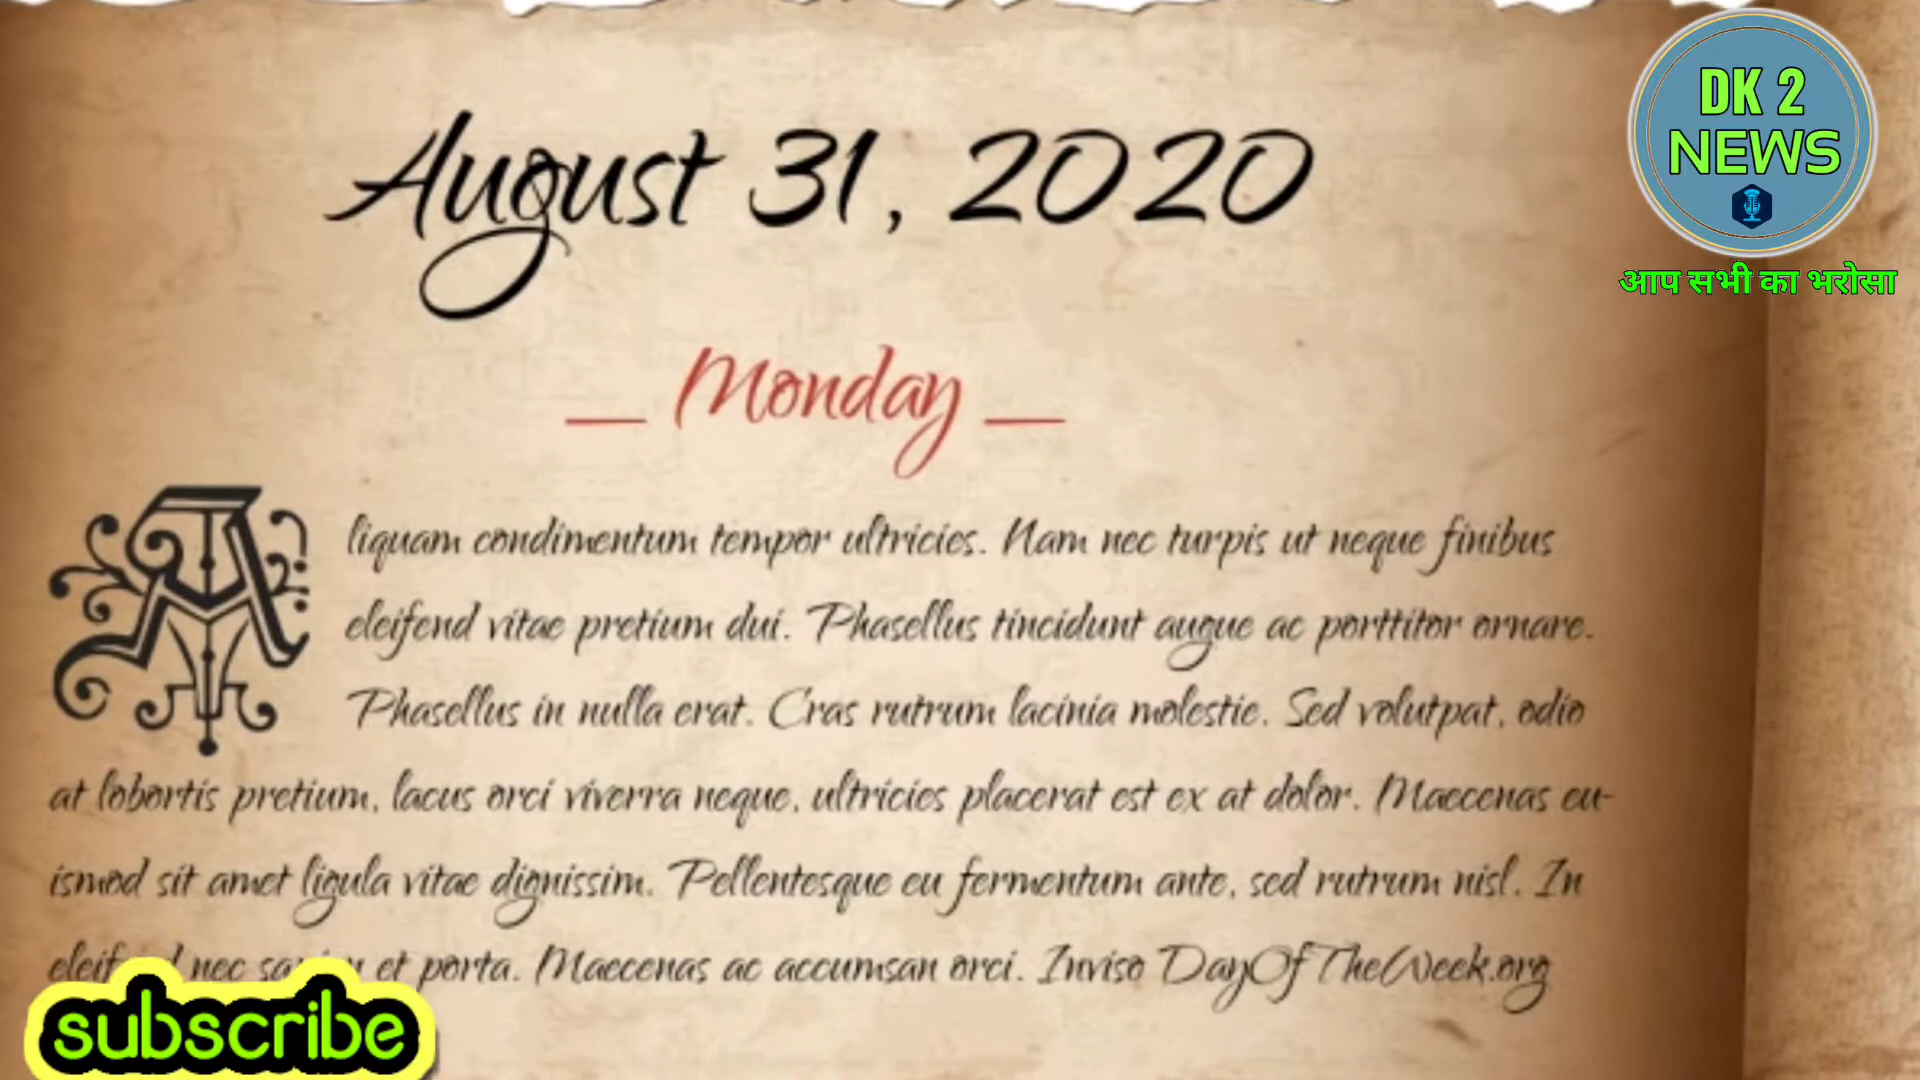 August 31, 2020
DK 2
NEWS
आप सभी का भरोसा
— Monday —
Aliquam condimentum tempor ultricies. Nam nec turpis ut neque finibus
eleifend vitae pretium dui. Phasellus tincidunt augue ac porttitor ornare.
Phasellus in nulla erat. Cras rutrum lacinia molestie. Sed volutpat, odio
at lobortis pretium, lacus orci viverra neque, ultricies placerat est ex at dolor. Maecenas eu-
ismod sit amet ligula vitae dignissim. Pellentesque eu fermentum ante, sed rutrum nisl. In
nec et porta. Maecenas ac accumsan orci. Inviso DayOfTheWeek.org
subscribe